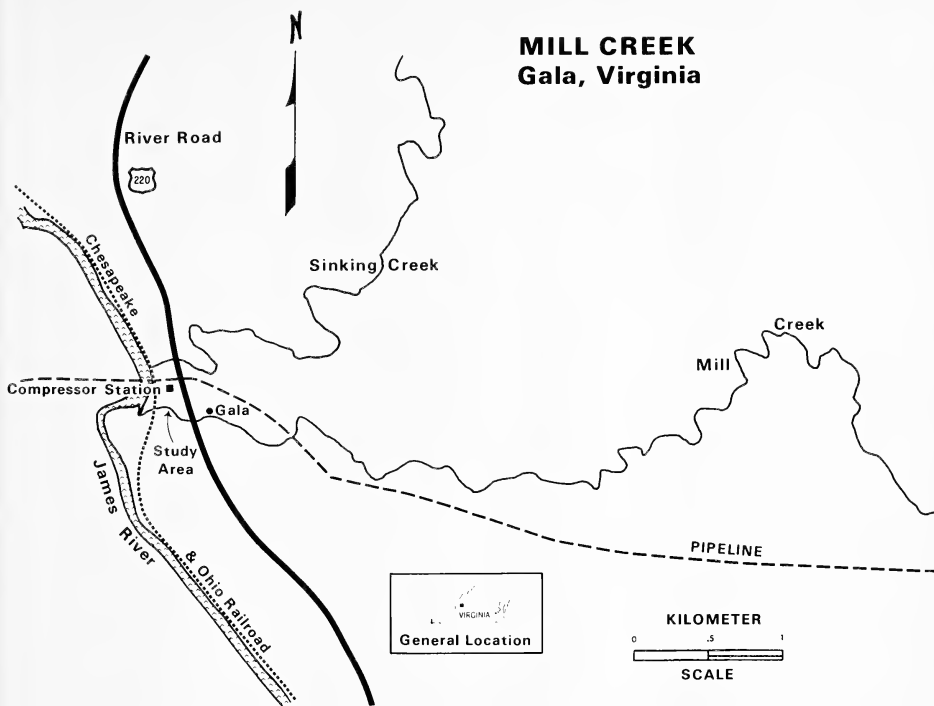 MILL CREEK
Gala, Virginia
N
River Road
220
Chesapeake
Sinking Creek
Creek
Mill
Compressor Station
Gala
Study
Area
James
River
& Ohio Railroad
PIPELINE
VIRGINIA
General Location
KILOMETER
0 .5 1
SCALE